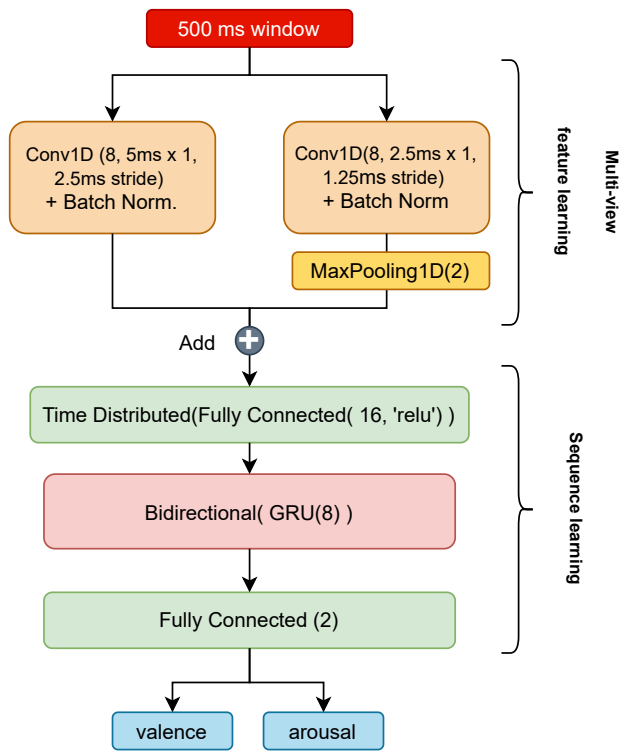 500 ms window
Conv1D (8, 5ms x 1,
2.5ms stride)
+ Batch Norm.
Conv1D(8, 2.5ms x 1,
1.25ms stride)
+ Batch Norm
MaxPooling1D(2)
Multi-view
feature learning
Add
Time Distributed(Fully Connected( 16, 'relu') )
Bidirectional( GRU(8) )
Fully Connected (2)
Sequence learning
valence
arousal